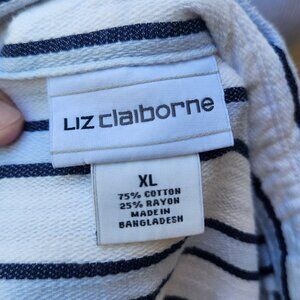 LIZ claiborne
XL
75% COTTON
25% RAYON
MADE IN
BANGLADESH